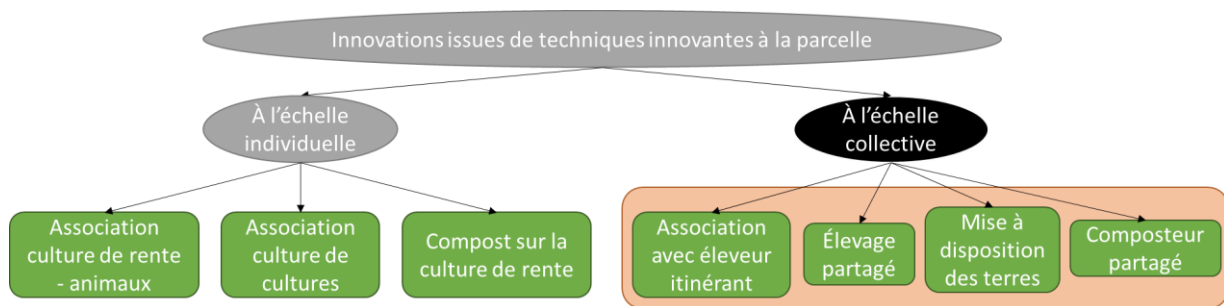 Innovations issues de techniques innovantes à la parcelle
À l'échelle
individuelle
À l'échelle
collective
Association
culture de rente
- animaux
Association
culture de
cultures
Compost sur la
culture de rente
Association
avec éleveur
itinérant
Élevage
partagé
Mise à
disposition
des terres
Composteur
partagé